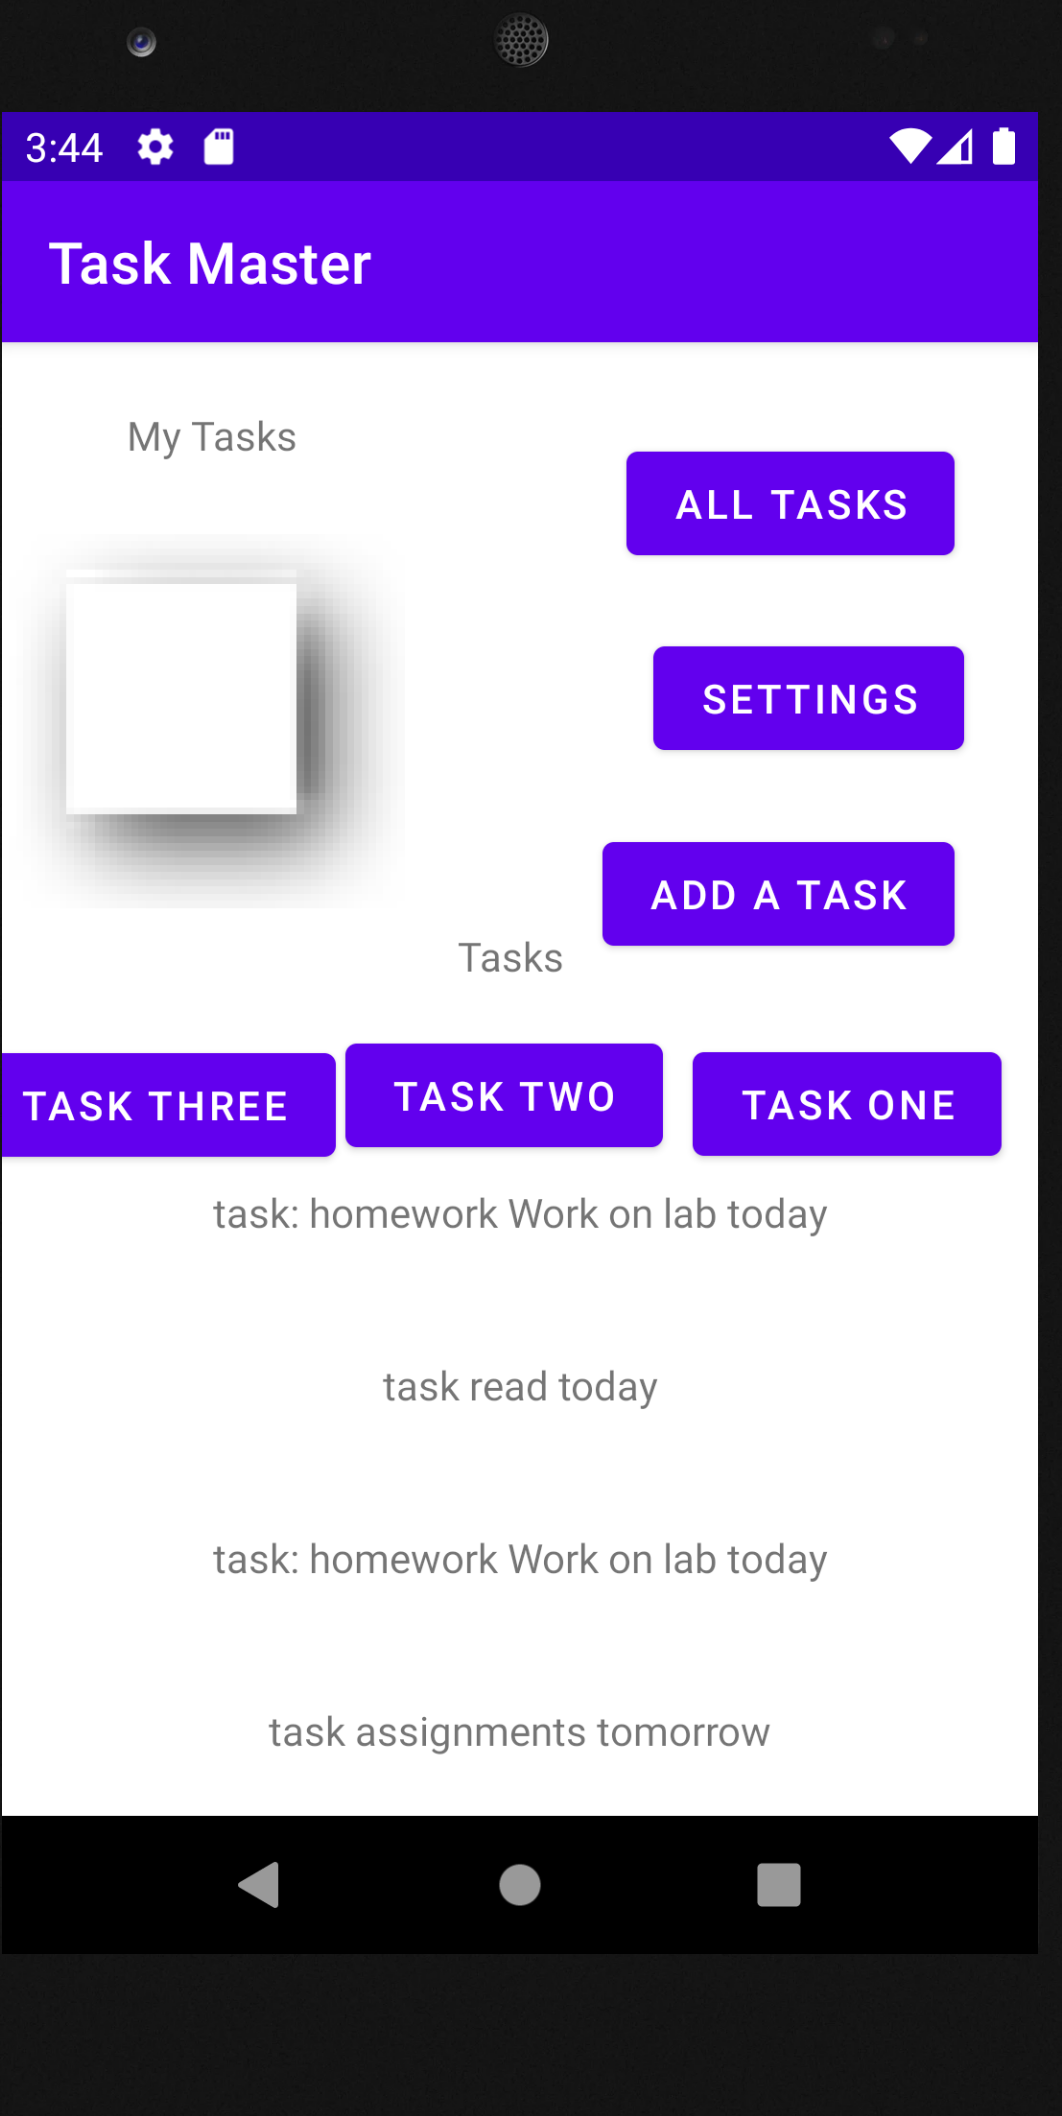 3:44
Task Master
My Tasks
ALL TASKS
SETTINGS
ADD A TASK
Tasks
TASK THREE
TASK TWO
TASK ONE
task: homework Work on lab today
task read today
task: homework Work on lab today
task assignments tomorrow